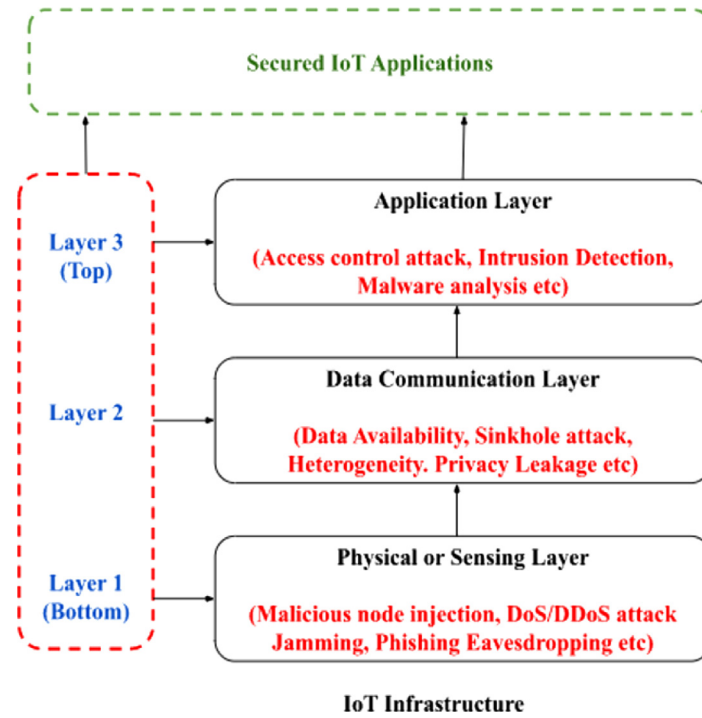 Secured IoT Applications
Layer 3
(Top)
Application Layer
(Access control attack, Intrusion Detection,
Malware analysis etc)
Layer 2
Data Communication Layer
(Data Availability, Sinkhole attack,
Heterogeneity. Privacy Leakage etc)
Layer 1
(Bottom)
Physical or Sensing Layer
(Malicious node injection, DoS/DDoS attack
Jamming, Phishing Eavesdropping etc)
IoT Infrastructure